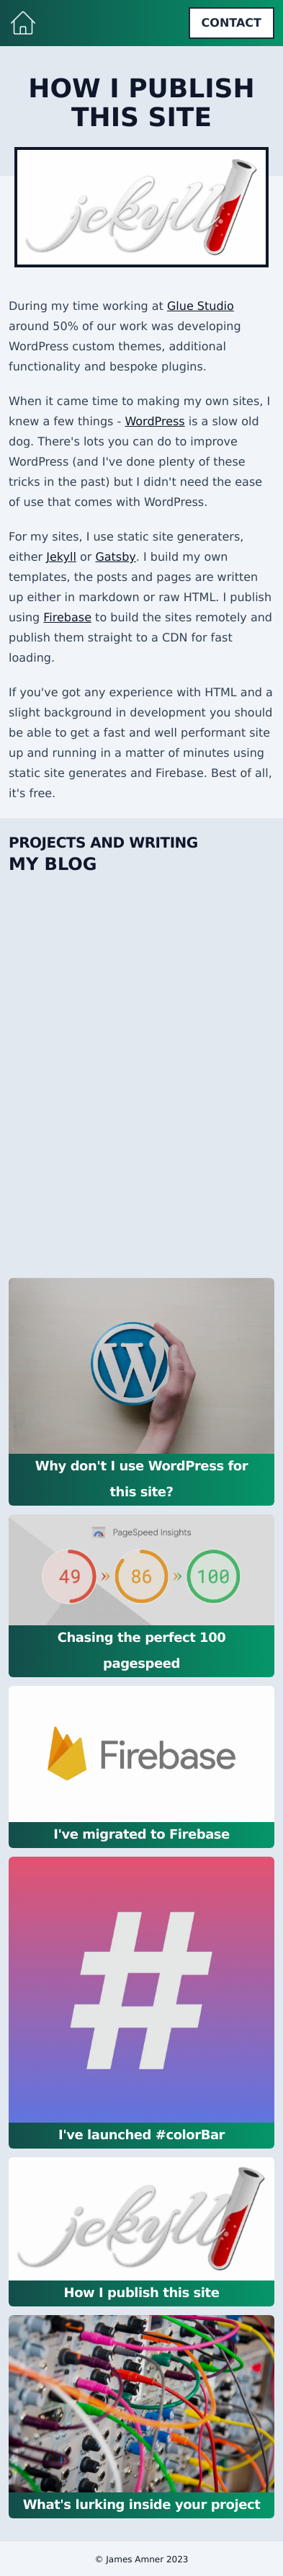 CONTACT
HOW I PUBLISH
THIS SITE
jekyll
During my time working at Glue Studio
around 50% of our work was developing
WordPress custom themes, additional
functionality and bespoke plugins.
When it came time to making my own sites, I
knew a few things - WordPress is a slow old
dog. There's lots you can do to improve
WordPress (and I've done plenty of these
tricks in the past) but I didn't need the ease
of use that comes with WordPress.
For my sites, I use static site generaters,
either Jekyll or Gatsby. I build my own
templates, the posts and pages are written
up either in markdown or raw HTML. I publish
using Firebase to build the sites remotely and
publish them straight to a CDN for fast
loading.
If you've got any experience with HTML and a
slight background in development you should
be able to get a fast and well performant site
up and running in a matter of minutes using
static site generates and Firebase. Best of all,
it's free.
PROJECTS AND WRITING
MY BLOG
W
Why don't I use WordPress for
this site?
PageSpeed Insights
49 » 86 » 100
Chasing the perfect 100
pagespeed
Firebase
I've migrated to Firebase
#
I've launched #colorBar
jekyll
How I publish this site
What's lurking inside your project
© James Amner 2023